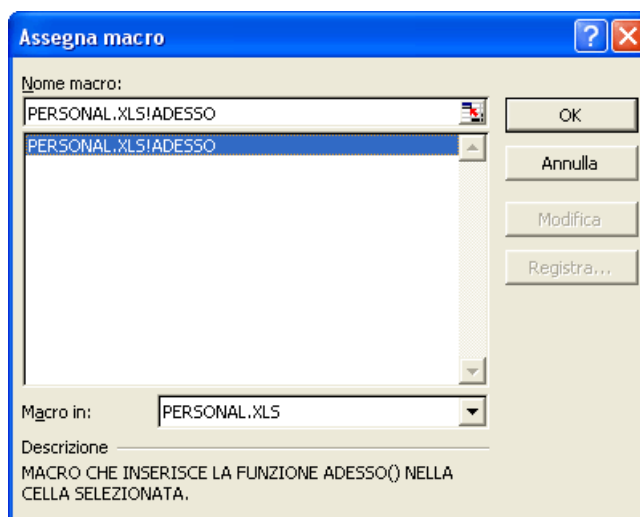 Assegna macro
Nome macro:
PERSONAL.XLS!ADESSO
OK
PERSONAL.XLS!ADESSO
Annulla
Modifica
Registra...
Macro in:
PERSONAL.XLS
Descrizione
MACRO CHE INSERISCE LA FUNZIONE ADESSO() NELLA
CELLA SELEZIONATA.